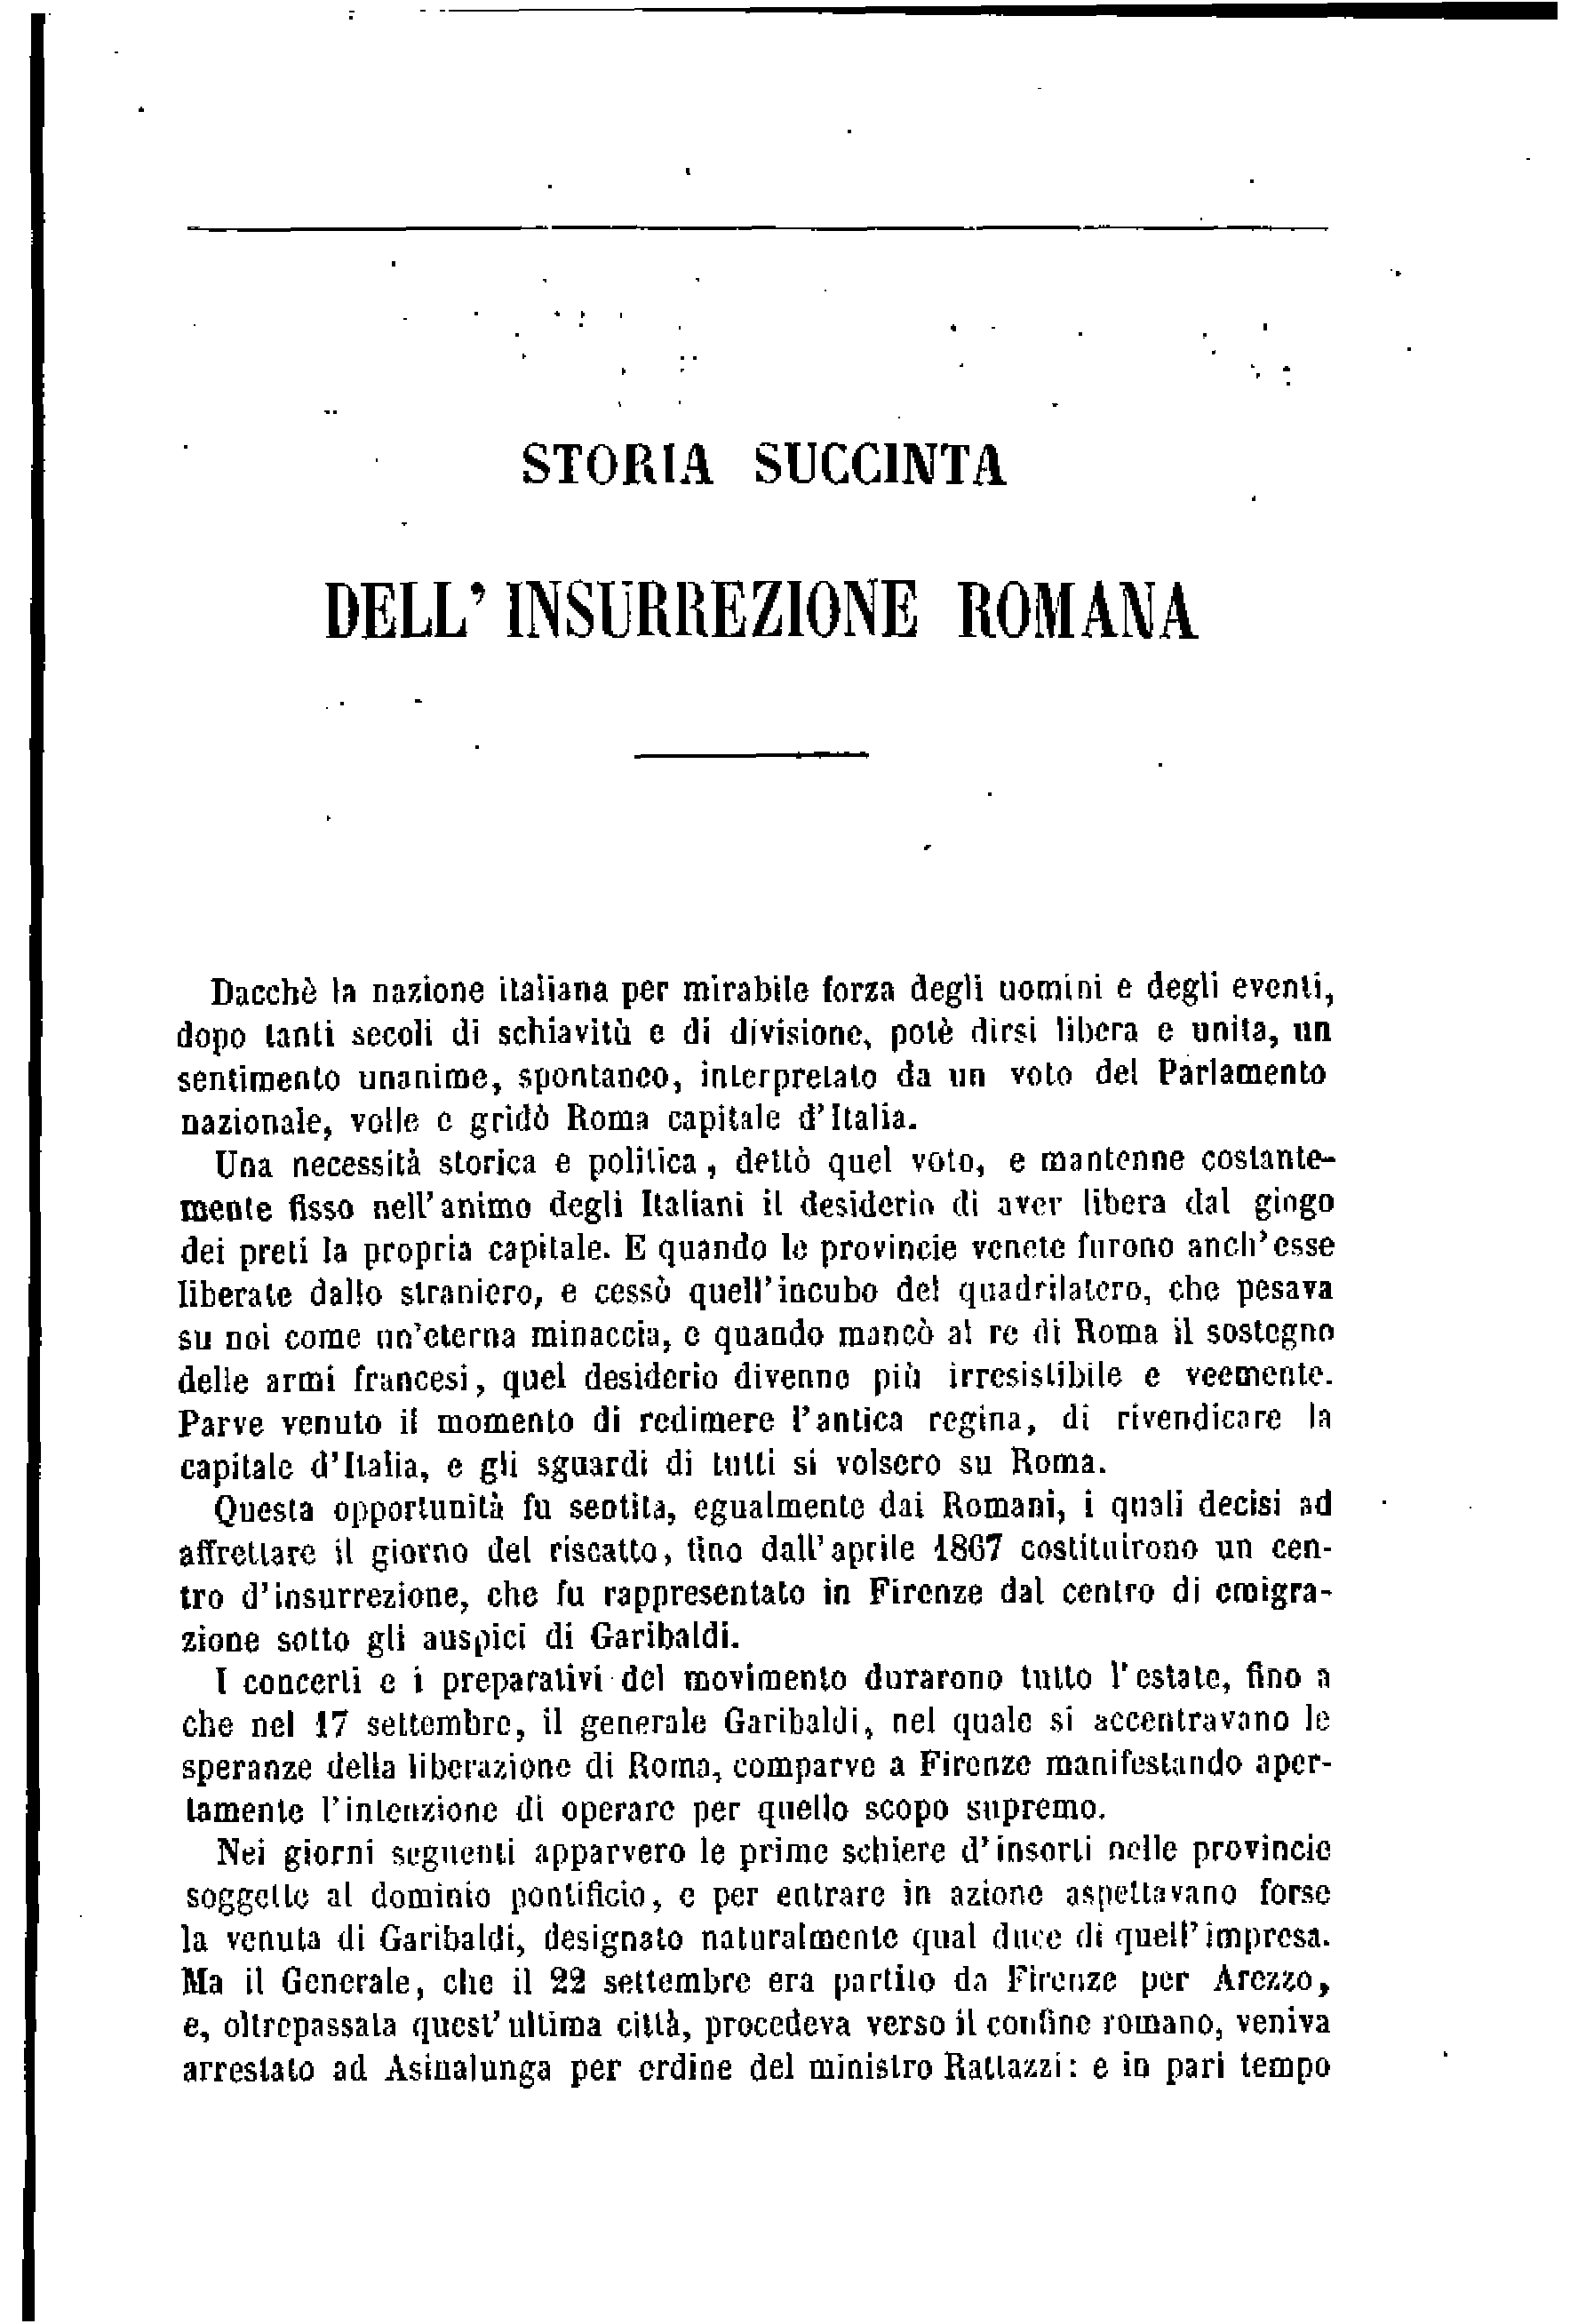 STORIA SUCCINTA
DELL' INSURREZIONE ROMANA
Dacchè la nazione italiana per mirabile forza degli uomini e degli eventi,
dopo tanti secoli di schiavitù e di divisione, potè dirsi libera e unita, un
sentimento unanime, spontaneo, interpretato da un voto del Parlamento
nazionale, volle e gridò Roma capitale d'Italia.
Una necessità storica e politica, dettò quel voto, e mantenne costante-
mente fisso nell'animo degli Italiani il desiderio di aver libera dal giogo
dei preti la propria capitale. E quando le provincie venete furono anch'esse
liberate dallo straniero, e cessò quell'incubo del quadrilatero, che pesava
su noi come un'eterna minaccia, e quando mancò al re di Roma il sostegno
delle armi francesi, quel desiderio divenne più irresistibile e veemente.
Parve venuto il momento di redimere l'antica regina, di rivendicare la
capitale d'Italia, e gli sguardi di tutti si volsero su Roma.
Questa opportunità fu sentita, egualmente dai Romani, i quali decisi ad
affrettare il giorno del riscatto, fino dall'aprile 1867 costituirono un cen-
tro d'insurrezione, che fu rappresentato in Firenze dal centro di emigra-
zione sotto gli auspici di Garibaldi.
I concerti e i preparativi del movimento durarono tutto l'estate, fino a
che nel 17 settembre, il generale Garibaldi, nel quale si accentravano le
speranze della liberazione di Roma, comparve a Firenze manifestando aper-
tamente l'intenzione di operare per quello scopo supremo.
Nei giorni seguenti apparvero le prime schiere d'insorti nelle provincie
soggette al dominio pontificio, e per entrare in azione aspettavano forse
la venuta di Garibaldi, designato naturalmente qual duce di quell'impresa.
Ma il Generale, che il 22 settembre era partito da Firenze per Arezzo,
e, oltrepassata quest'ultima città, procedeva verso il confine romano, veniva
arrestato ad Asinalunga per ordine del ministro Rattazzi: e in pari tempo